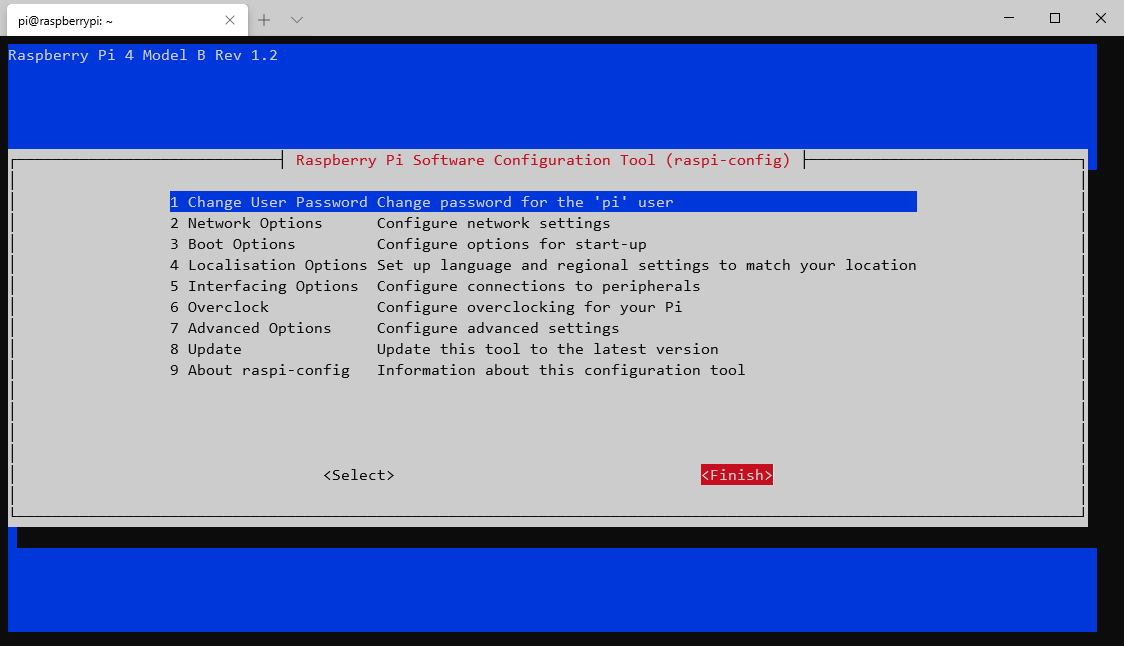 pi@raspberrypi: ~
Raspberry Pi 4 Model B Rev 1.2
Raspberry Pi Software Configuration Tool (raspi-config)
1 Change User Password Change password for the 'pi' user
2 Network Options Configure network settings
3 Boot Options Configure options for start-up
4 Localisation Options Set up language and regional settings to match your location
5 Interfacing Options Configure connections to peripherals
6 Overclock Configure overclocking for your Pi
7 Advanced Options Configure advanced settings
8 Update Update this tool to the latest version
9 About raspi-config Information about this configuration tool
<Select> <Finish>